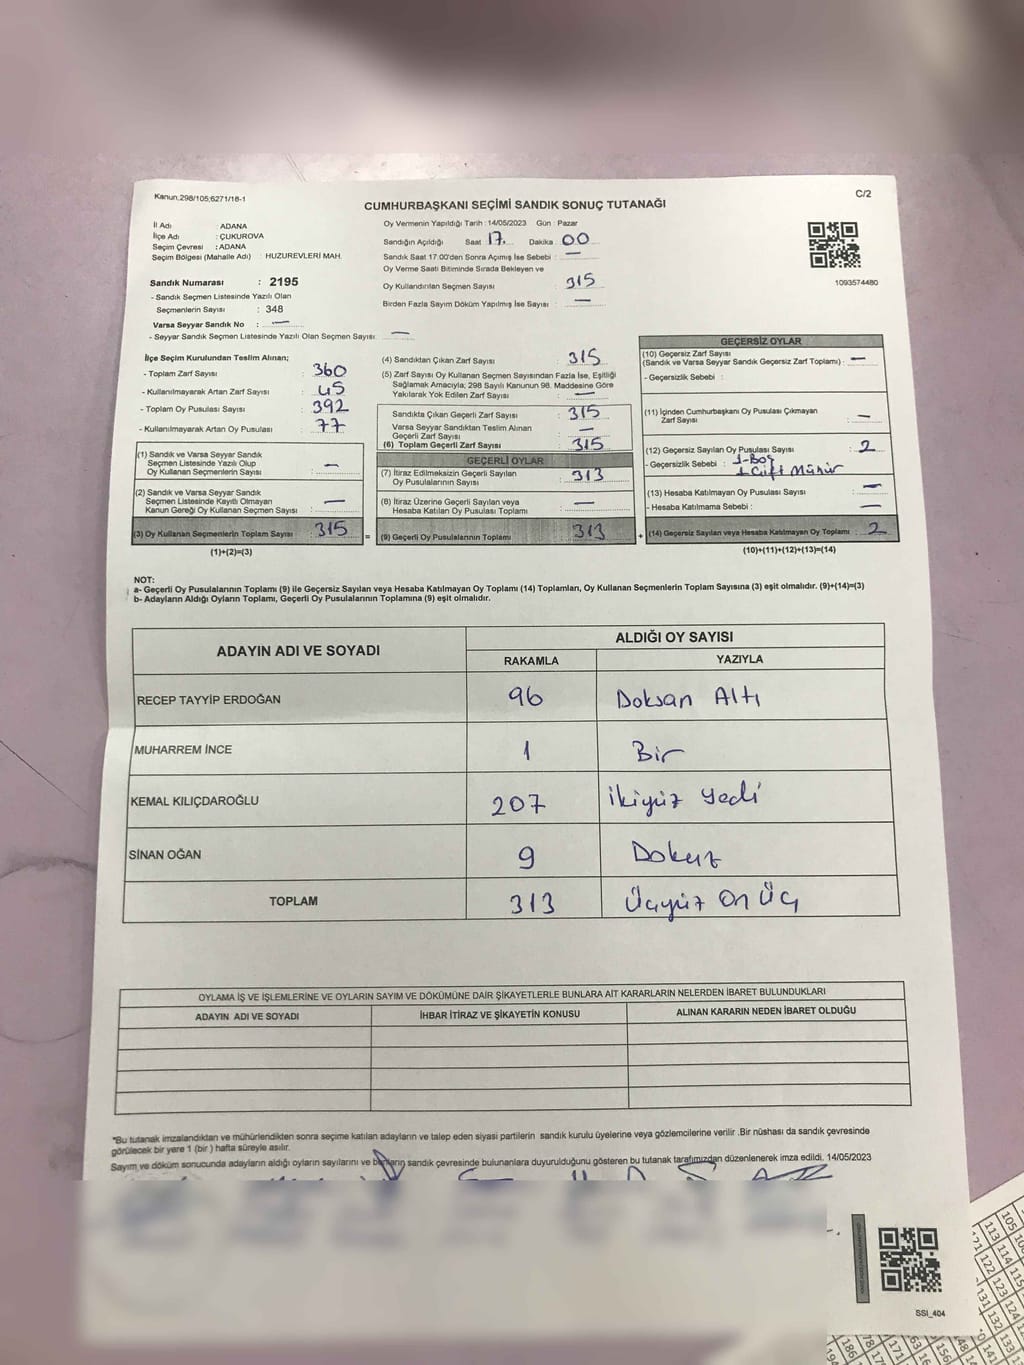 Kanun;298/105;6271/18-1
C/2
CUMHURBAŞKANI SEÇİMİ SANDIK SONUÇ TUTANAĞI
İl Adı : ADANA
İlçe Adı : ÇUKUROVA
Seçim Çevresi : ADANA
Seçim Bölgesi (Mahalle Adı) : HUZUREVLERİ MAH.
Sandık Numarası : 2195
- Sandık Seçmen Listesinde Yazılı Olan
Seçmenlerin Sayısı : 348
Varsa Seyyar Sandık No : —
- Seyyar Sandık Seçmen Listesinde Yazılı Olan Seçmen Sayısı : —
Oy Vermenin Yapıldığı Tarih : 14/05/2023 Gün : Pazar
Sandığın Açıldığı Saat 17 Dakika 00
Sandık Saat 17.00'den Sonra Açımış İse Sebebi : —
Oy Verme Saati Bitiminde Sırada Bekleyen ve
Oy Kullandırılan Seçmen Sayısı : 315
Birden Fazla Sayım Döküm Yapılmış İse Sayısı : —
1093574480
İlçe Seçim Kurulundan Teslim Alınan;
- Toplam Zarf Sayısı : 360
- Kullanılmayarak Artan Zarf Sayısı : 45
- Toplam Oy Pusulası Sayısı : 392
- Kullanılmayarak Artan Oy Pusulası : 77
(1) Sandık ve Varsa Seyyar Sandık
Seçmen Listesinde Yazılı Olup
Oy Kullanan Seçmenlerin Sayısı : —
(2) Sandık ve Varsa Seyyar Sandık
Seçmen Listesinde Kayıtlı Olmayan
Kanun Gereği Oy Kullanan Seçmen Sayısı : —
(3) Oy Kullanan Seçmenlerin Toplam Sayısı : 315
(1)+(2)=(3)
(4) Sandıktan Çıkan Zarf Sayısı : 315
(5) Zarf Sayısı Oy Kullanan Seçmen Sayısından Fazla İse, Eşitliği
Sağlamak Amacıyla; 298 Sayılı Kanunun 98. Maddesine Göre
Yakılarak Yok Edilen Zarf Sayısı : —
Sandıkta Çıkan Geçerli Zarf Sayısı : 315
Varsa Seyyar Sandıktan Teslim Alınan
Geçerli Zarf Sayısı : —
(6) Toplam Geçerli Zarf Sayısı : 315
GEÇERLİ OYLAR
(7) İtiraz Edilmeksizin Geçerli Sayılan
Oy Pusulalarının Sayısı : 313
(8) İtiraz Üzerine Geçerli Sayılan veya
Hesaba Katılan Oy Pusulası Toplamı : —
= (9) Geçerli Oy Pusulalarının Toplamı : 313
GEÇERSİZ OYLAR
(10) Geçersiz Zarf Sayısı
(Sandık ve Varsa Seyyar Sandık Geçersiz Zarf Toplamı) : —
- Geçersizlik Sebebi :
(11) İçinden Cumhurbaşkanı Oy Pusulası Çıkmayan
Zarf Sayısı : —
(12) Geçersiz Sayılan Oy Pusulası Sayısı : 2
- Geçersizlik Sebebi : 1-Boş
1 Çift Mühür
(13) Hesaba Katılmayan Oy Pusulası Sayısı : —
- Hesaba Katılmama Sebebi : —
+ (14) Geçersiz Sayılan veya Hesaba Katılmayan Oy Toplamı : 2
(10)+(11)+(12)+(13)=(14)
NOT:
a- Geçerli Oy Pusulalarının Toplamı (9) ile Geçersiz Sayılan veya Hesaba Katılmayan Oy Toplamı (14) Toplamları, Oy Kullanan Seçmenlerin Toplam Sayısına (3) eşit olmalıdır. (9)+(14)=(3)
b- Adayların Aldığı Oyların Toplamı, Geçerli Oy Pusulalarının Toplamına (9) eşit olmalıdır.
ADAYIN ADI VE SOYADI
ALDIĞI OY SAYISI
RAKAMLA YAZIYLA
RECEP TAYYİP ERDOĞAN 96 Doksan Altı
MUHARREM İNCE 1 Bir
KEMAL KILIÇDAROĞLU 207 İkiyüz yedi
SİNAN OĞAN 9 Dokuz
TOPLAM 313 Üçyüz On Üç
OYLAMA İŞ VE İŞLEMLERİNE VE OYLARIN SAYIM VE DÖKÜMÜNE DAİR ŞİKAYETLERLE BUNLARA AİT KARARLARIN NELERDEN İBARET BULUNDUKLARI
ADAYIN ADI VE SOYADI İHBAR İTİRAZ VE ŞİKAYETİN KONUSU ALINAN KARARIN NEDEN İBARET OLDUĞU
*Bu tutanak imzalandıktan ve mühürlendikten sonra seçime katılan adayların ve talep eden siyasi partilerin sandık kurulu üyelerine veya gözlemcilerine verilir .Bir nüshası da sandık çevresinde
görülecek bir yere 1 (bir ) hafta süreyle asılır.
Sayım ve döküm sonucunda adayların aldığı oyların sayılarını ve bunların sandık çevresinde bulunanlara duyurulduğunu gösteren bu tutanak tarafımızdan düzenlenerek imza edildi. 14/05/2023
SSI_404
105
113 114 115
121 122 123 124
131 132 133
141